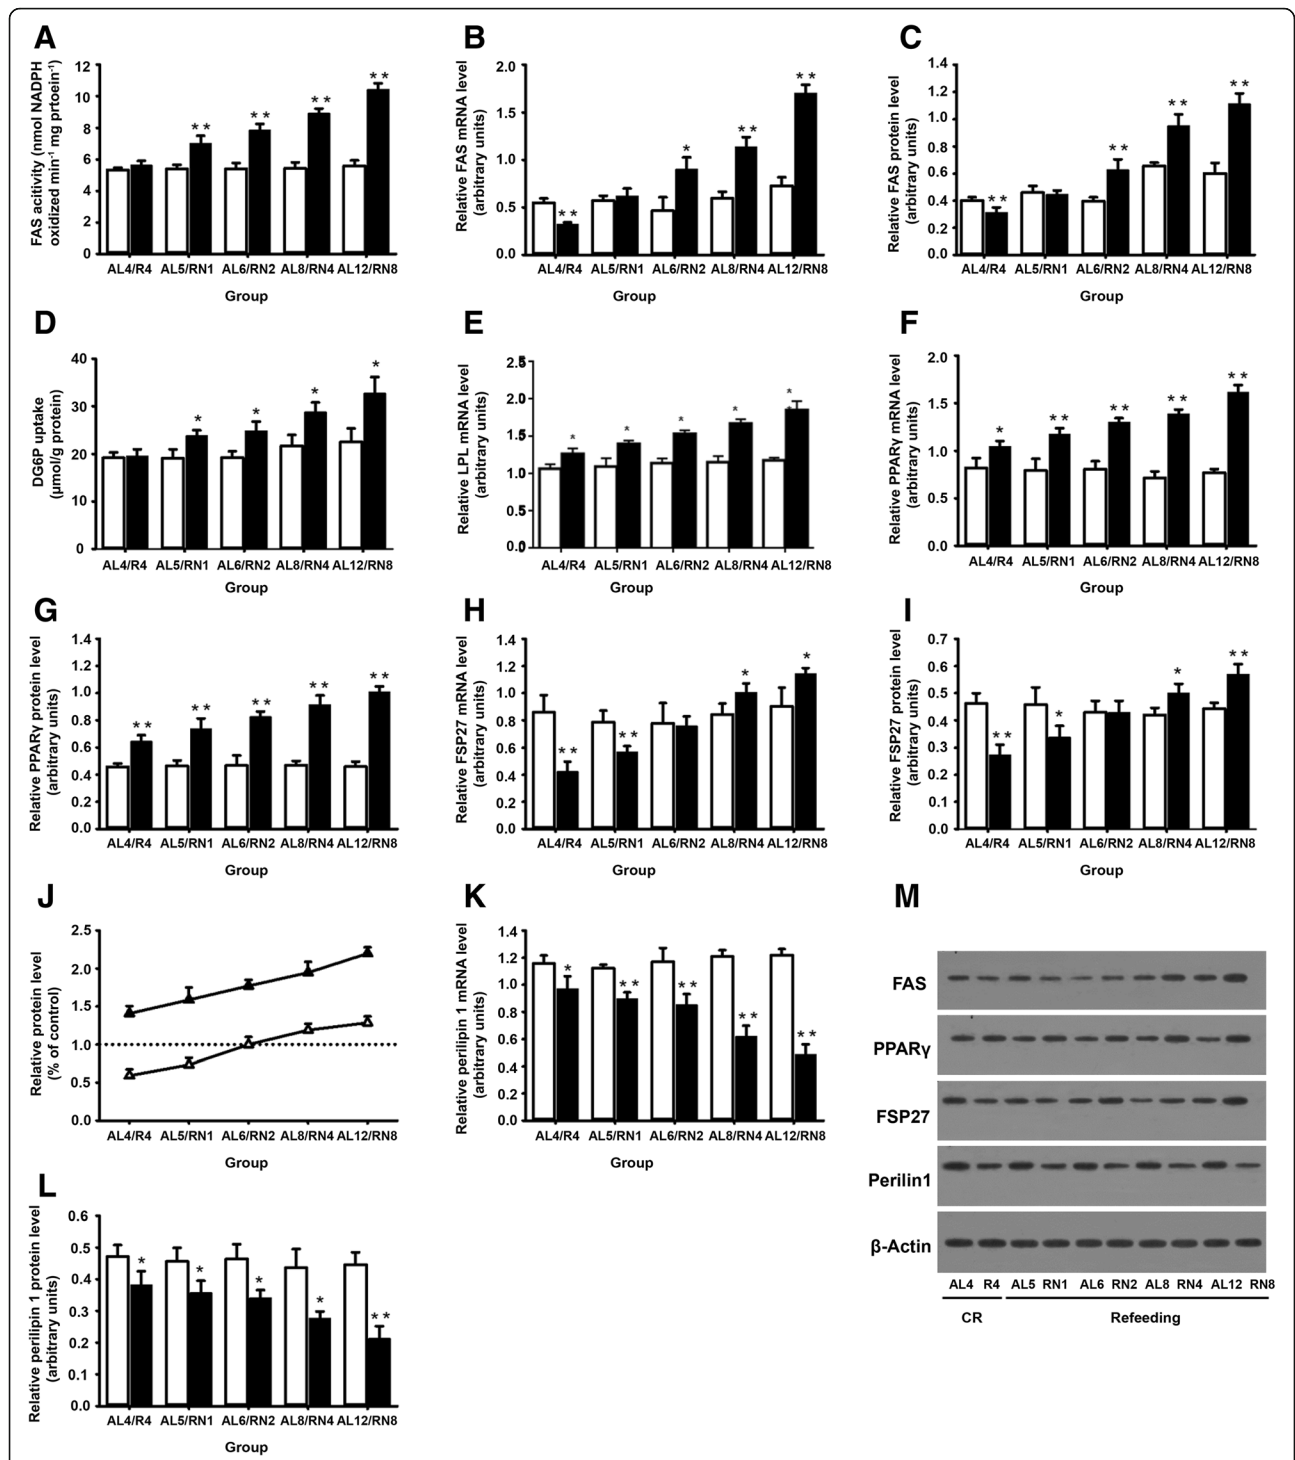 A
FAS acitivity (nmol NADPH
oxidized min⁻¹ mg prtoein⁻¹)
12
10
8
6
4
2
0
** ** ** **
AL4/R4 AL5/RN1 AL6/RN2 AL8/RN4 AL12/RN8
Group
B
Relative FAS mRNA level
(arbitrary units)
2.0
1.5
1.0
0.5
0.0
** * ** **
AL4/R4 AL5/RN1 AL6/RN2 AL8/RN4 AL12/RN8
Group
C
Relative FAS protein level
(arbitrary units)
1.4
1.2
1.0
0.8
0.6
0.4
0.2
0.0
** ** ** **
AL4/R4 AL5/RN1 AL6/RN2 AL8/RN4 AL12/RN8
Group
D
DG6P uptake
(μmol/g protein)
40
30
20
10
0
* * * *
AL4/R4 AL5/RN1 AL6/RN2 AL8/RN4 AL12/RN8
Group
E
Relative LPL mRNA level
(arbitrary units)
2.5
2.0
1.5
1.0
0.5
0.0
* * * * *
AL4/R4 AL5/RN1 AL6/RN2 AL8/RN4 AL12/RN8
Group
F
Relative PPARγ mRNA level
(arbitrary units)
2.0
1.5
1.0
0.5
0.0
* ** ** ** **
AL4/R4 AL5/RN1 AL6/RN2 AL8/RN4 AL12/RN8
Group
G
Relative PPARγ protein level
(arbitrary units)
1.4
1.2
1.0
0.8
0.6
0.4
0.2
0.0
** ** ** ** **
AL4/R4 AL5/RN1 AL6/RN2 AL8/RN4 AL12/RN8
Group
H
Relative FSP27 mRNA level
(arbitrary units)
1.4
1.2
1.0
0.8
0.6
0.4
0.2
0.0
** ** * *
AL4/R4 AL5/RN1 AL6/RN2 AL8/RN4 AL12/RN8
Group
I
Relative FSP27 protein level
(arbitrary units)
0.7
0.6
0.5
0.4
0.3
0.2
0.1
0.0
** * * **
AL4/R4 AL5/RN1 AL6/RN2 AL8/RN4 AL12/RN8
Group
J
Relative protein level
(% of control)
2.5
2.0
1.5
1.0
0.5
0.0
AL4/R4 AL5/RN1 AL6/RN2 AL8/RN4 AL12/RN8
Group
K
Relative perilipin 1 mRNA level
(arbitrary units)
1.4
1.2
1.0
0.8
0.6
0.4
0.2
0.0
* ** ** ** **
AL4/R4 AL5/RN1 AL6/RN2 AL8/RN4 AL12/RN8
Group
L
Relative perilipin 1 protein level
(arbitrary units)
0.6
0.5
0.4
0.3
0.2
0.1
0.0
* * * * **
AL4/R4 AL5/RN1 AL6/RN2 AL8/RN4 AL12/RN8
Group
M
FAS
PPARγ
FSP27
Perilin1
β-Actin
AL4 R4 AL5 RN1 AL6 RN2 AL8 RN4 AL12 RN8
CR Refeeding